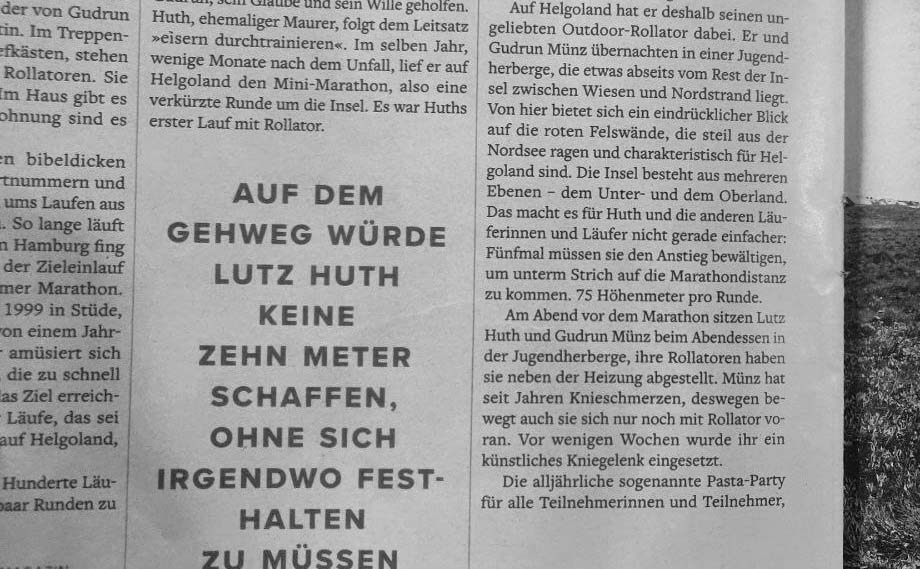 der von Gudrun
tin. Im Treppen-
efkästen, stehen
Rollatoren. Sie
Im Haus gibt es
ohnung sind es
en bibeldicken
rtnummern und
ums Laufen aus
. So lange läuft
n Hamburg fing
der Zieleinlauf
mer Marathon.
1999 in Stüde,
von einem Jahr-
amüsiert sich
, die zu schnell
das Ziel erreich-
Läufe, das sei
auf Helgoland,
Hunderte Läu-
paar Runden zu
sein Glaube und sein Wille geholfen.
Huth, ehemaliger Maurer, folgt dem Leitsatz
»eisern durchtrainieren«. Im selben Jahr,
wenige Monate nach dem Unfall, lief er auf
Helgoland den Mini-Marathon, also eine
verkürzte Runde um die Insel. Es war Huths
erster Lauf mit Rollator.
AUF DEM
GEHWEG WÜRDE
LUTZ HUTH
KEINE
ZEHN METER
SCHAFFEN,
OHNE SICH
IRGENDWO FEST-
HALTEN
ZU MÜSSEN
Auf Helgoland hat er deshalb seinen un-
geliebten Outdoor-Rollator dabei. Er und
Gudrun Münz übernachten in einer Jugend-
herberge, die etwas abseits vom Rest der In-
sel zwischen Wiesen und Nordstrand liegt.
Von hier bietet sich ein eindrücklicher Blick
auf die roten Felswände, die steil aus der
Nordsee ragen und charakteristisch für Hel-
goland sind. Die Insel besteht aus mehreren
Ebenen – dem Unter- und dem Oberland.
Das macht es für Huth und die anderen Läu-
ferinnen und Läufer nicht gerade einfacher:
Fünfmal müssen sie den Anstieg bewältigen,
um unterm Strich auf die Marathondistanz
zu kommen. 75 Höhenmeter pro Runde.
Am Abend vor dem Marathon sitzen Lutz
Huth und Gudrun Münz beim Abendessen in
der Jugendherberge, ihre Rollatoren haben
sie neben der Heizung abgestellt. Münz hat
seit Jahren Knieschmerzen, deswegen be-
wegt auch sie sich nur noch mit Rollator vo-
ran. Vor wenigen Wochen wurde ihr ein
künstliches Kniegelenk eingesetzt.
Die alljährliche sogenannte Pasta-Party
für alle Teilnehmerinnen und Teilnehmer,